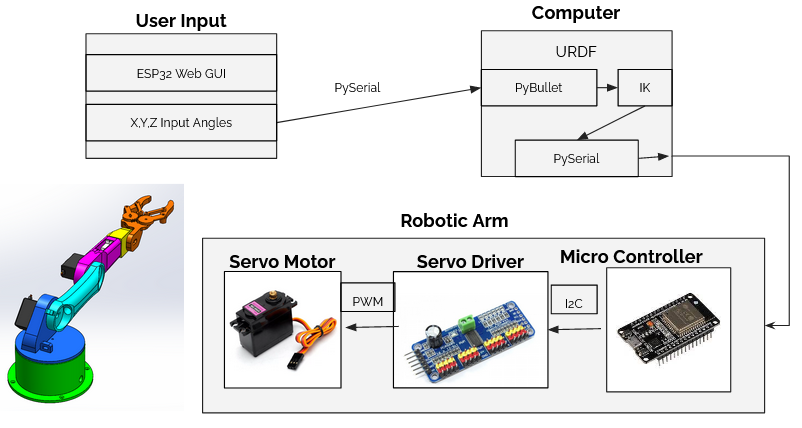 User Input
ESP32 Web GUI
X,Y,Z Input Angles
PySerial
Computer
URDF
PyBullet
IK
PySerial
Robotic Arm
Servo Motor
PWM
Servo Driver
I2C
Micro Controller